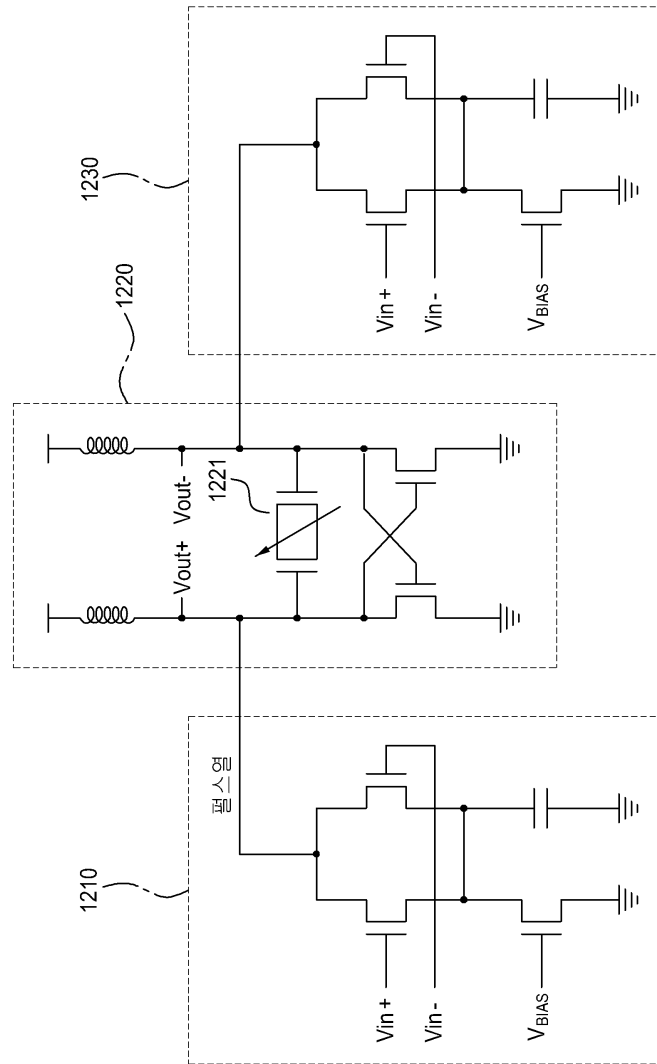 1210
1230
1220
Vout+
Vout-
1221
펄스열
Vin+
Vin+
Vin-
Vin-
VBIAS
VBIAS